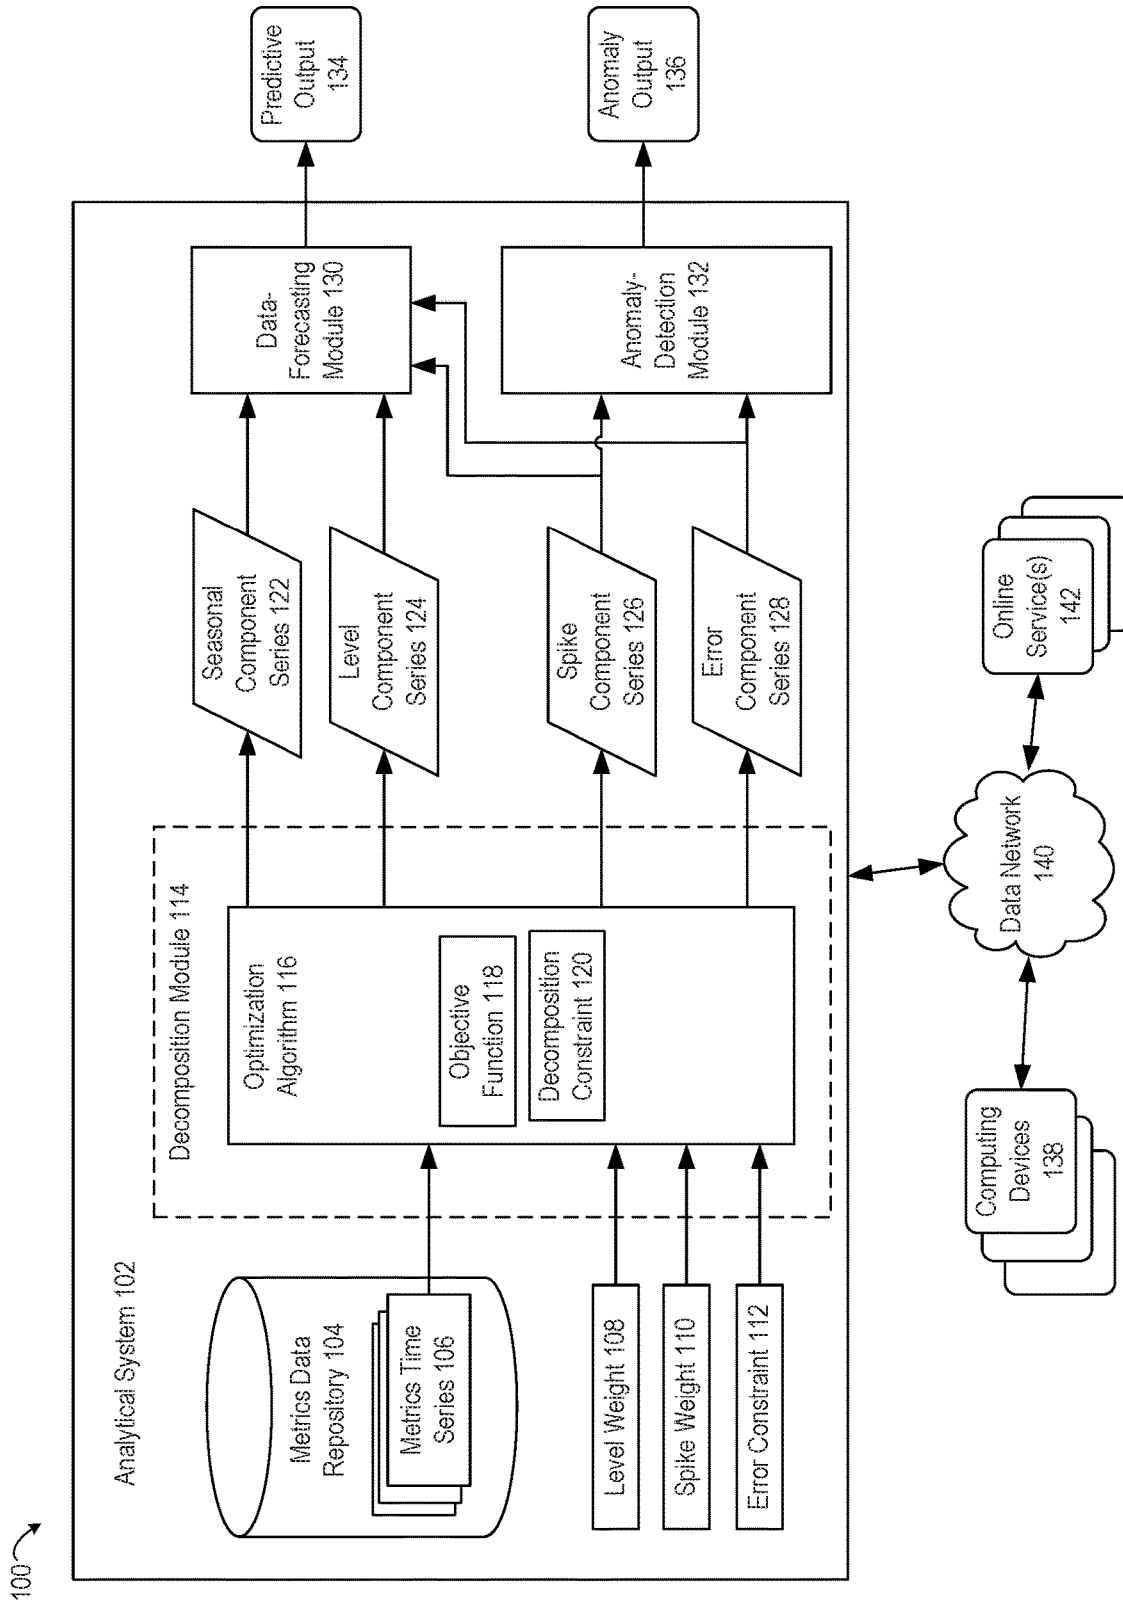 100
Analytical System 102
Metrics Data
Repository 104
Metrics Time
Series 106
Level Weight 108
Spike Weight 110
Error Constraint 112
Decomposition Module 114
Optimization
Algorithm 116
Objective
Function 118
Decomposition
Constraint 120
Seasonal
Component
Series 122
Level
Component
Series 124
Spike
Component
Series 126
Error
Component
Series 128
Data-
Forecasting
Module 130
Anomaly-
Detection
Module 132
Predictive
Output
134
Anomaly
Output
136
Computing
Devices
138
Data Network
140
Online
Service(s)
142